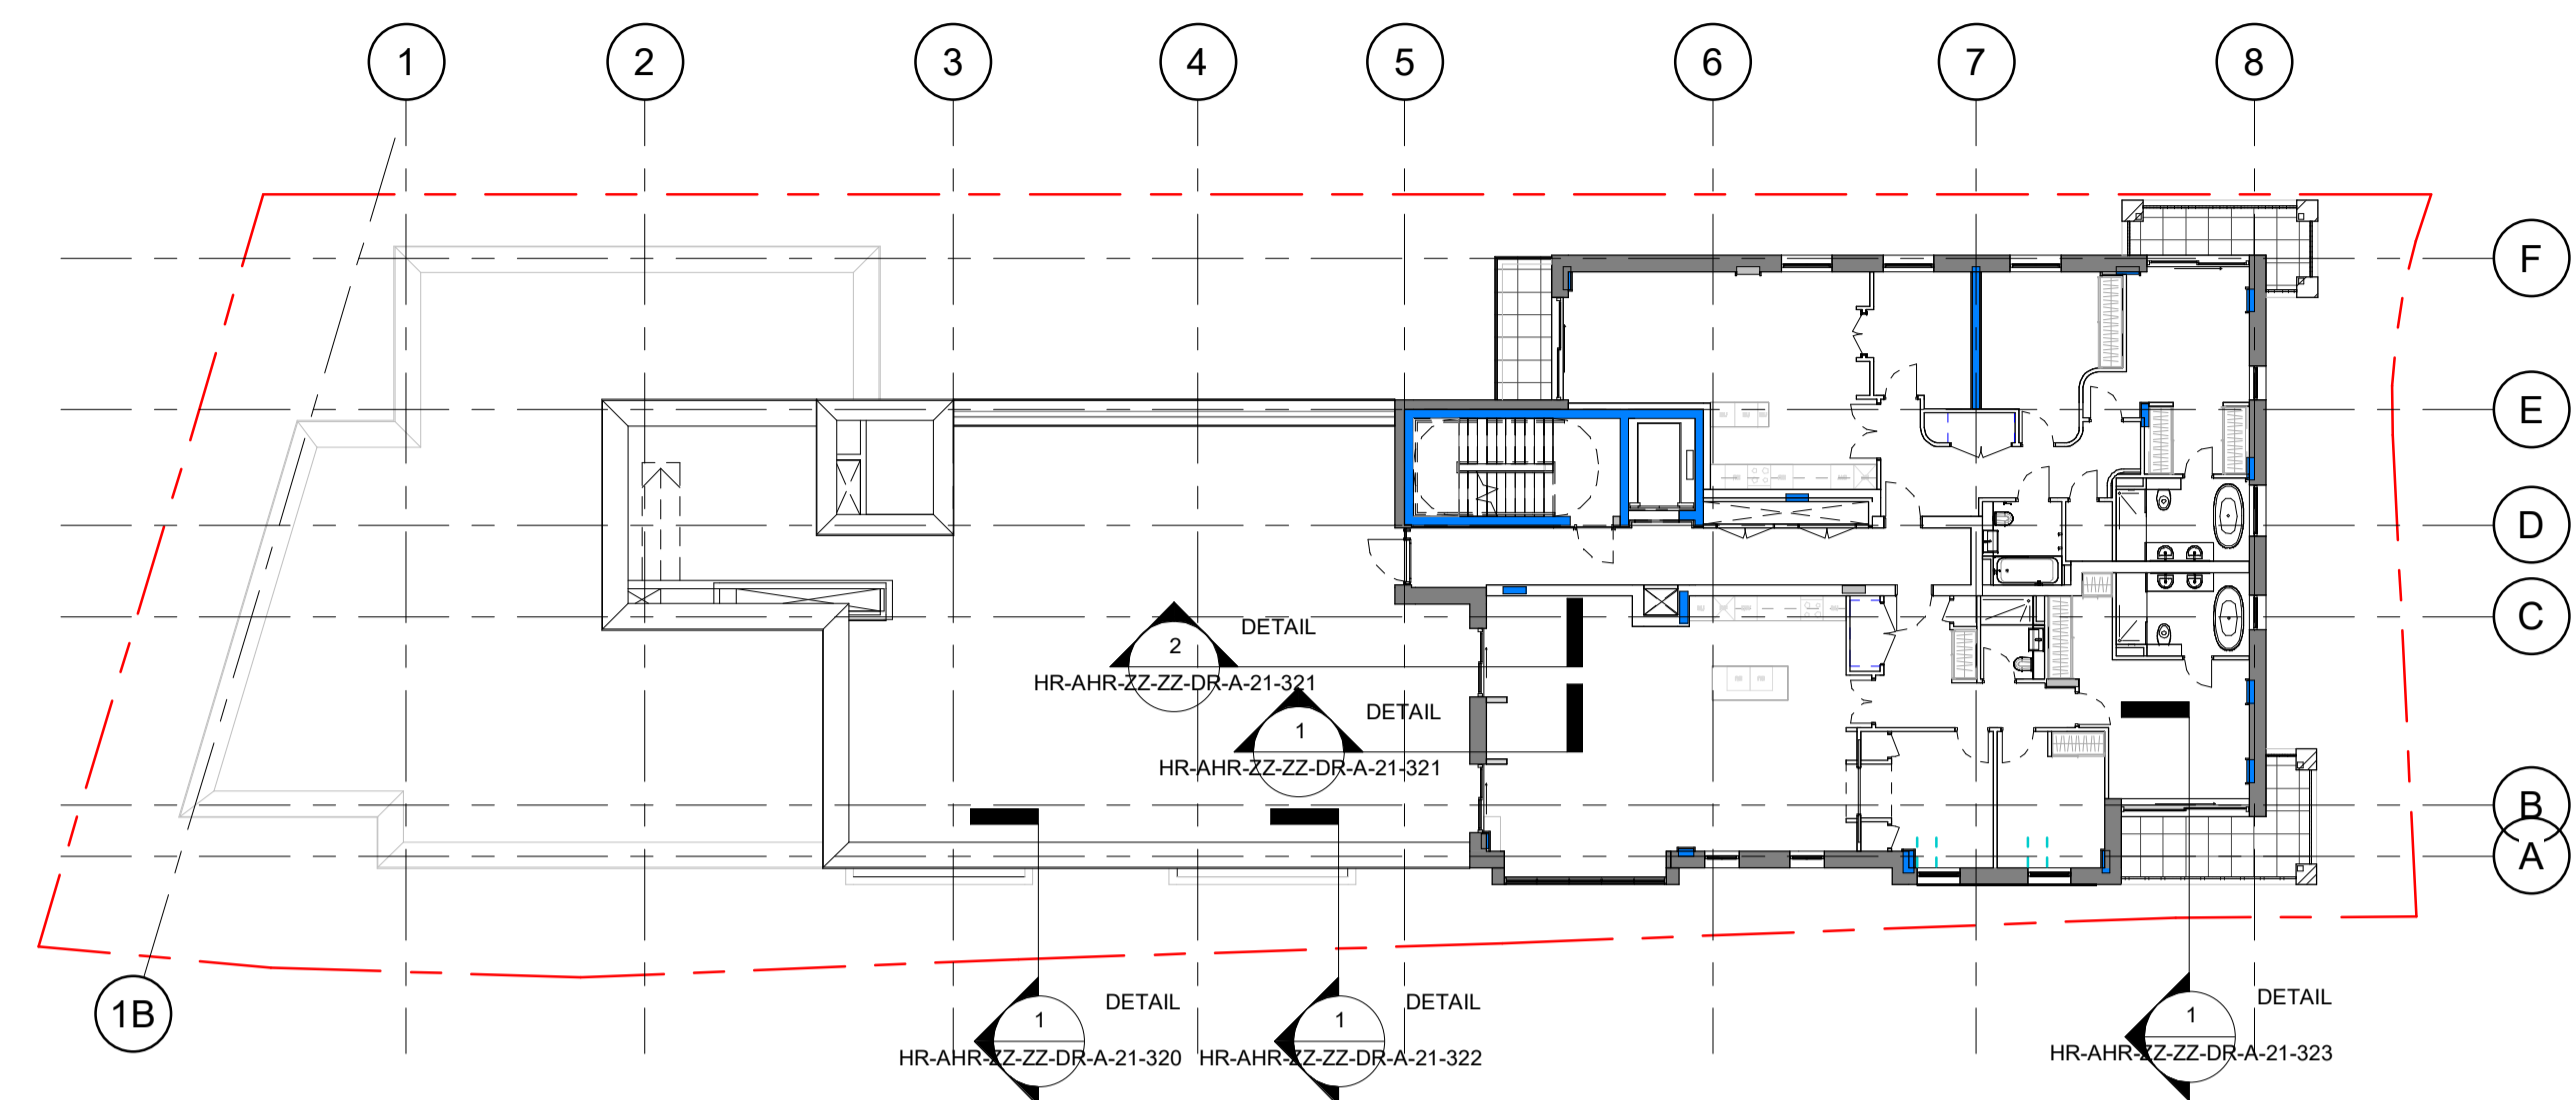 1 2 3 4 5 6 7 8
F
E
D
C
B
A
DETAIL
2
HR-AHR-ZZ-ZZ-DR-A-21-321
DETAIL
1
HR-AHR-ZZ-ZZ-DR-A-21-321
1B
DETAIL
1
HR-AHR-ZZ-ZZ-DR-A-21-320
DETAIL
1
HR-AHR-ZZ-ZZ-DR-A-21-322
DETAIL
1
HR-AHR-ZZ-ZZ-DR-A-21-323